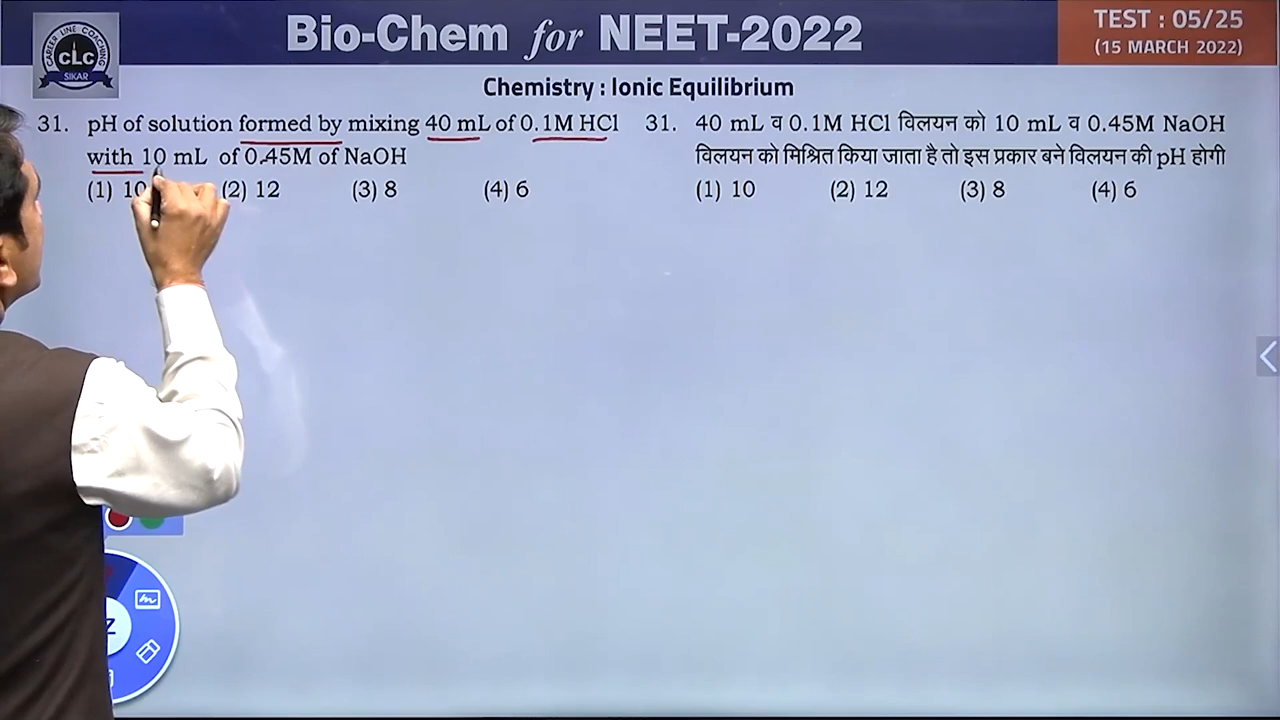 CAREER LINE COACHING
CLC
SIKAR
Bio-Chem for NEET-2022
TEST : 05/25
(15 MARCH 2022)
Chemistry : Ionic Equilibrium
31. pH of solution formed by mixing 40 mL of 0.1M HCl
with 10 mL of 0.45M of NaOH
(1) 10 (2) 12 (3) 8 (4) 6
31. 40 mL व 0.1M HCl विलयन को 10 mL व 0.45M NaOH
विलयन को मिश्रित किया जाता है तो इस प्रकार बने विलयन की pH होगी
(1) 10 (2) 12 (3) 8 (4) 6